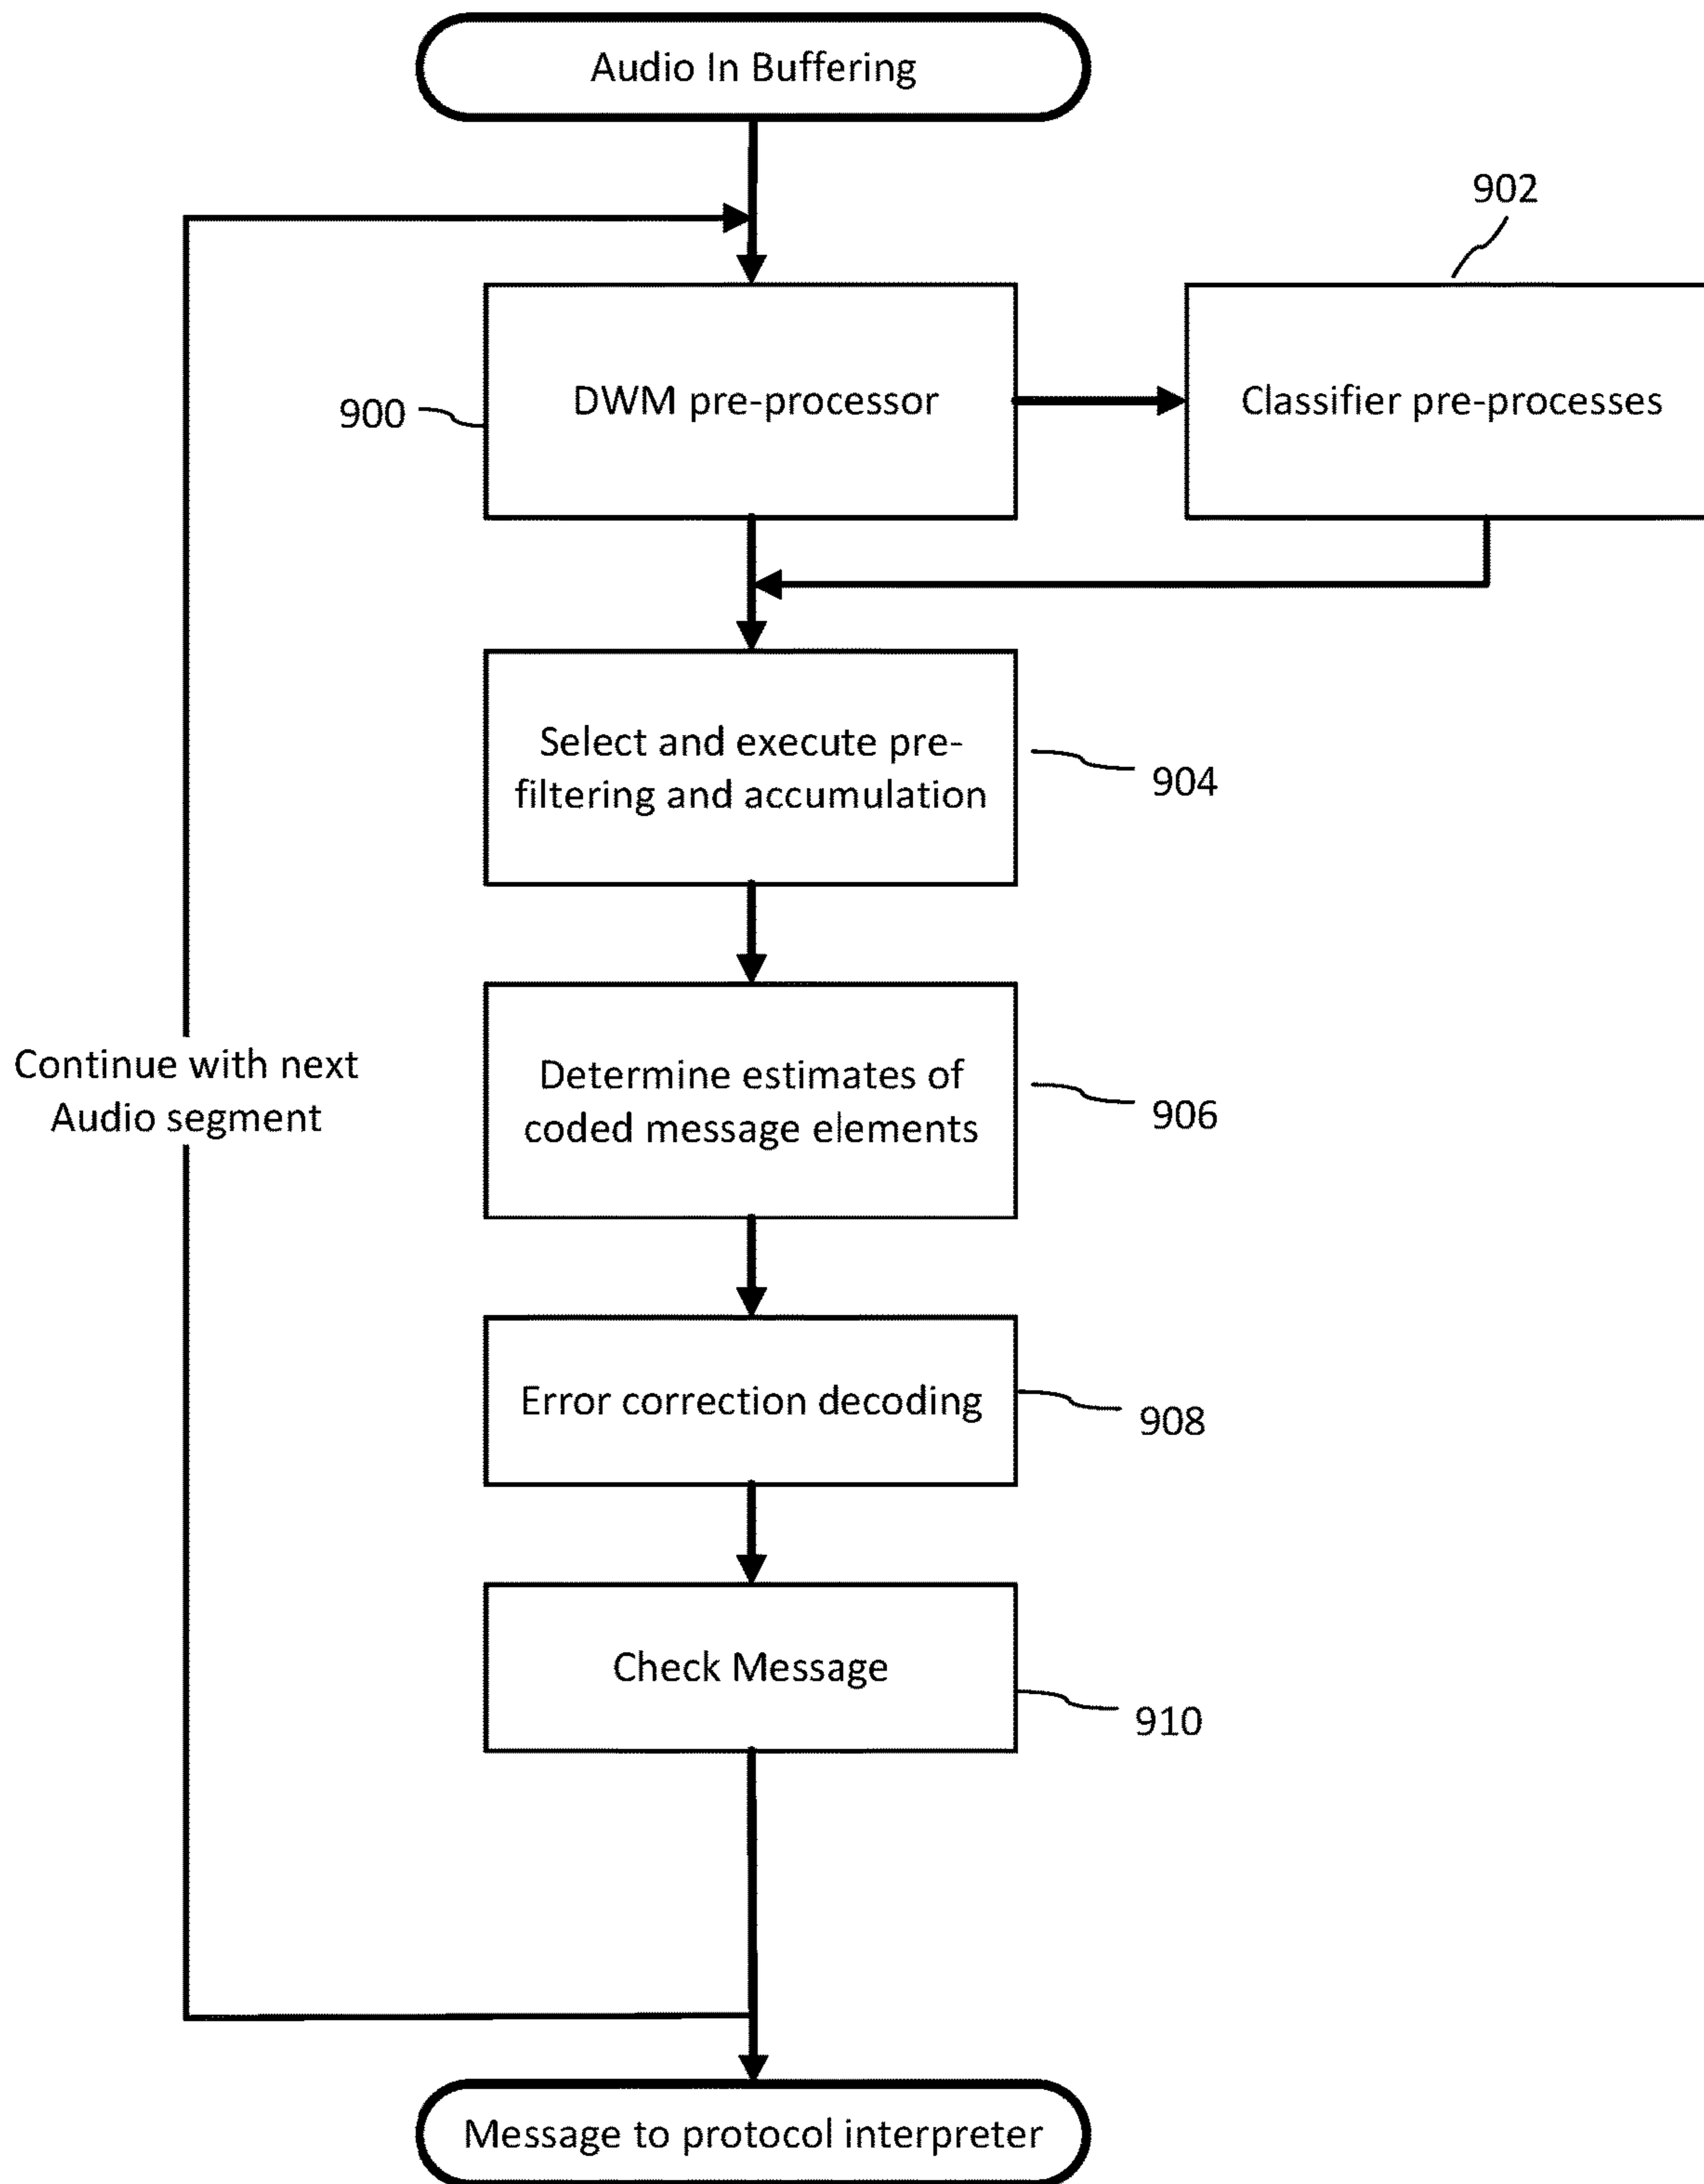 Audio In Buffering
902
DWM pre-processor
Classifier pre-processes
900
Select and execute pre-
filtering and accumulation
904
Continue with next
Audio segment
Determine estimates of
coded message elements
906
Error correction decoding
908
Check Message
910
Message to protocol interpreter